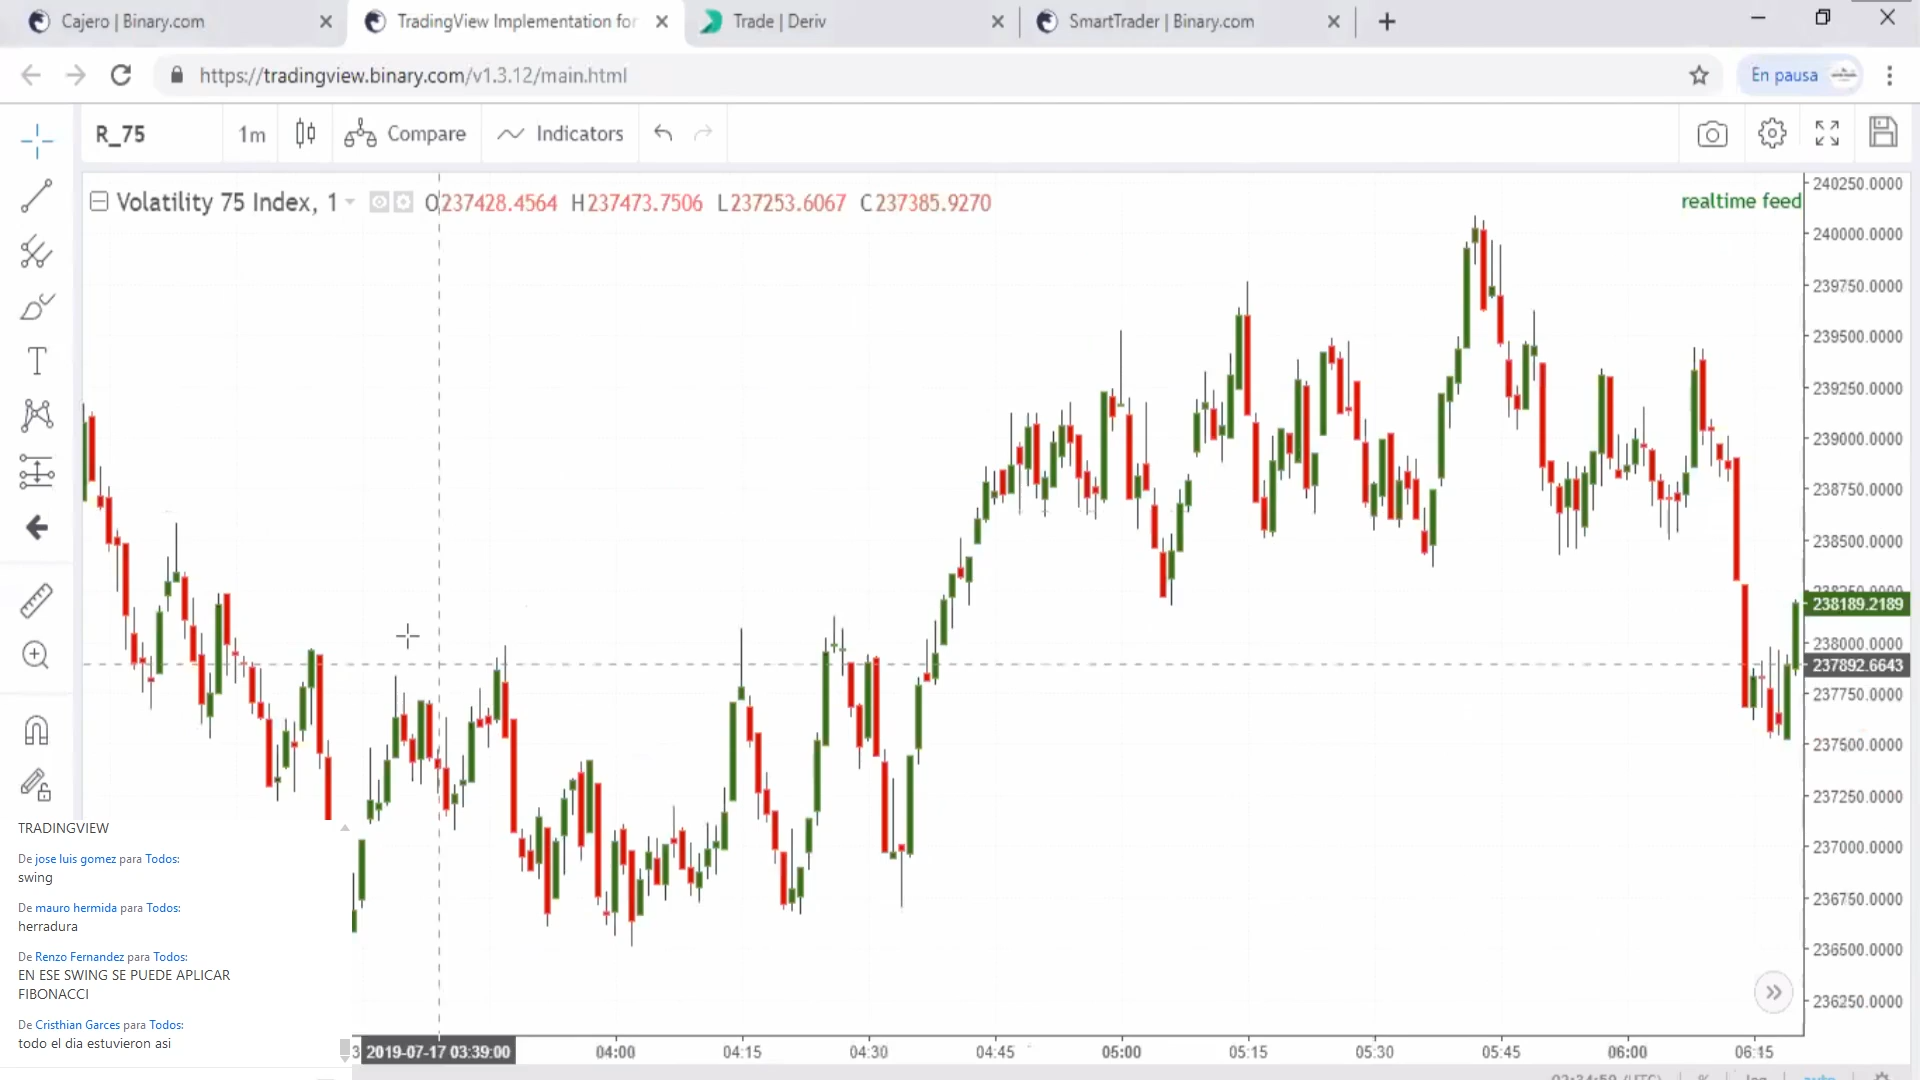 Cajero | Binary.com
TradingView Implementation for
Trade | Deriv
SmartTrader | Binary.com
https://tradingview.binary.com/v1.3.12/main.html
En pausa
R_75
1m
Compare
Indicators
Volatility 75 Index, 1
O237428.4564 H237473.7506 L237253.6067 C237385.9270
realtime feed
240250.0000
240000.0000
239750.0000
239500.0000
239250.0000
239000.0000
238750.0000
238500.0000
238189.2189
238000.0000
237892.6643
237750.0000
237500.0000
237250.0000
237000.0000
236750.0000
236500.0000
236250.0000
TRADINGVIEW
De jose luis gomez para Todos:
swing
De mauro hermida para Todos:
herradura
De Renzo Fernandez para Todos:
EN ESE SWING SE PUEDE APLICAR
FIBONACCI
De Cristhian Garces para Todos:
todo el dia estuvieron asi
2019-07-17 03:39:00
04:00
04:15
04:30
04:45
05:00
05:15
05:30
05:45
06:00
06:15